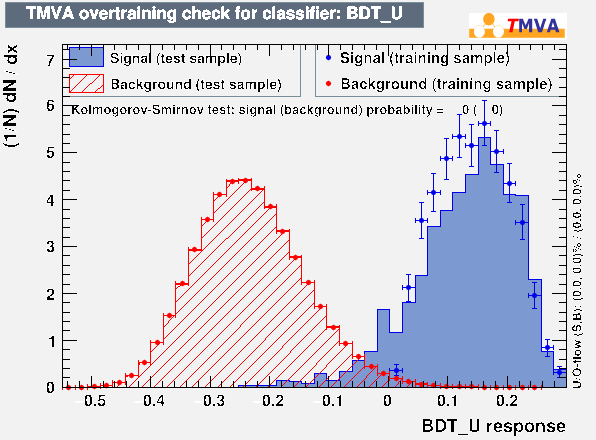 TMVA overtraining check for classifier: BDT_U
TMVA
Signal (test sample)
Background (test sample)
Signal (training sample)
Background (training sample)
Kolmogorov-Smirnov test: signal (background) probability = 0 ( 0)
(1/N) dN / dx
7
6
5
4
3
2
1
0
−0.5 −0.4 −0.3 −0.2 −0.1 0 0.1 0.2
BDT_U response
U/O-flow (S,B): (0.0, 0.0)% / (0.0, 0.0)%